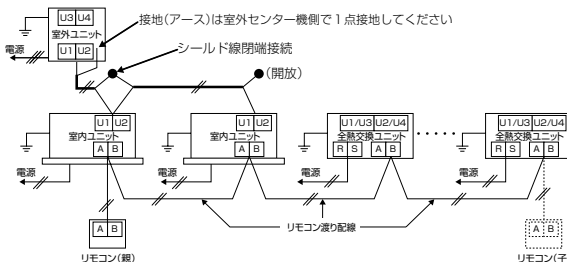 U3 U4
接地（アース）は室外センター機側で1点接地してください
室外ユニット
電源
U1 U2
シールド線閉端接続
(開放)
U1 U2
U1 U2
U1/U3 U2/U4
U1/U3 U2/U4
室内ユニット
室内ユニット
全熱交換ユニット
全熱交換ユニット
A B
A B
R S
A B
R S
A B
電源
電源
電源
電源
リモコン渡り配線
A B
A B
リモコン(親)
リモコン(子